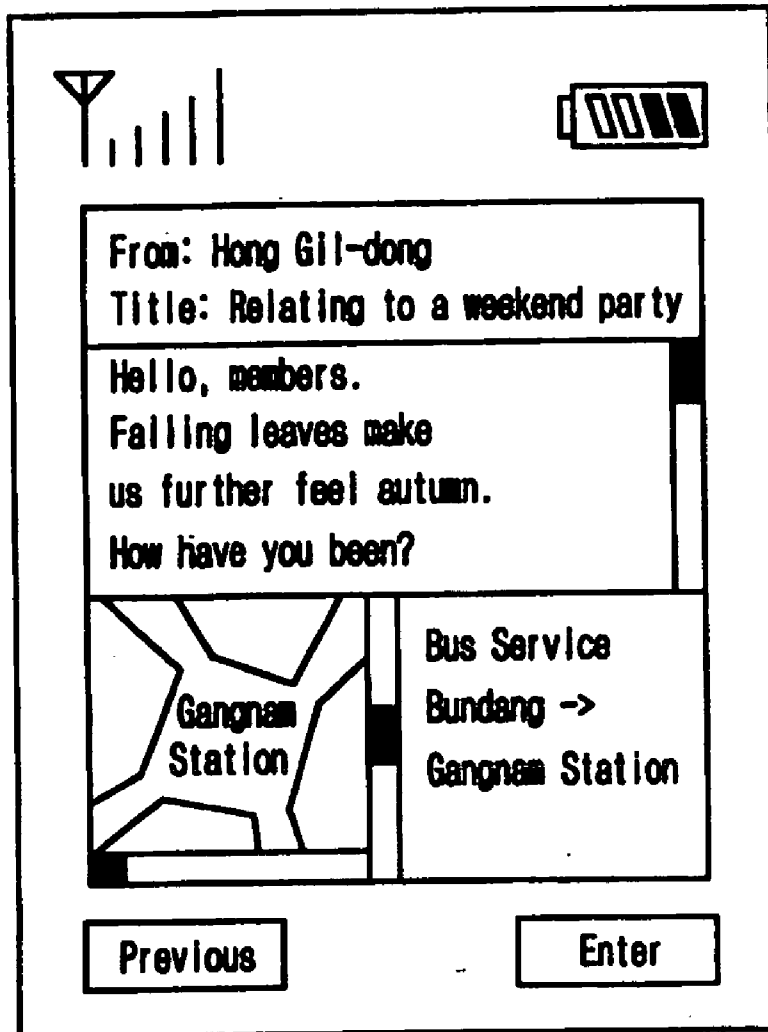 From: Hong Gil-dong
Title: Relating to a weekend party
Hello, members.
Falling leaves make
us further feel autumn.
How have you been?
Gangnam
Station
Bus Service
Bundang ->
Gangnam Station
Previous
Enter